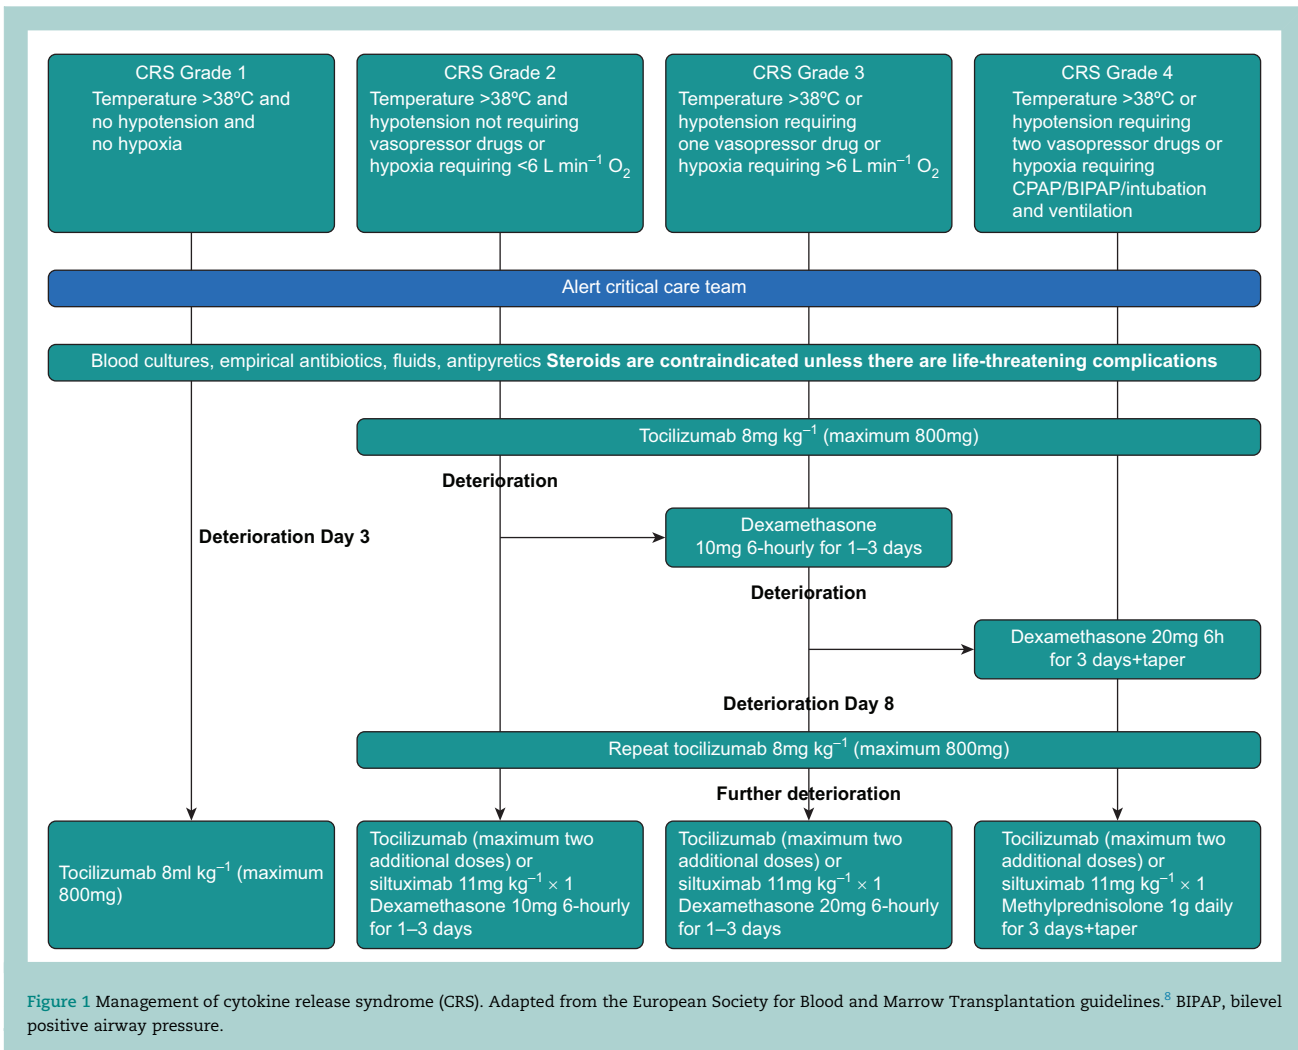 CRS Grade 1
Temperature >38ºC and
no hypotension and
no hypoxia
CRS Grade 2
Temperature >38ºC and
hypotension not requiring
vasopressor drugs or
hypoxia requiring <6 L min⁻¹ O₂
CRS Grade 3
Temperature >38ºC or
hypotension requiring
one vasopressor drug or
hypoxia requiring >6 L min⁻¹ O₂
CRS Grade 4
Temperature >38ºC or
hypotension requiring
two vasopressor drugs or
hypoxia requiring
CPAP/BIPAP/intubation
and ventilation
Alert critical care team
Blood cultures, empirical antibiotics, fluids, antipyretics Steroids are contraindicated unless there are life-threatening complications
Tocilizumab 8mg kg⁻¹ (maximum 800mg)
Deterioration
Deterioration Day 3
Dexamethasone
10mg 6-hourly for 1–3 days
Deterioration
Dexamethasone 20mg 6h
for 3 days+taper
Deterioration Day 8
Repeat tocilizumab 8mg kg⁻¹ (maximum 800mg)
Further deterioration
Tocilizumab 8ml kg⁻¹ (maximum
800mg)
Tocilizumab (maximum two
additional doses) or
siltuximab 11mg kg⁻¹ × 1
Dexamethasone 10mg 6-hourly
for 1–3 days
Tocilizumab (maximum two
additional doses) or
siltuximab 11mg kg⁻¹ × 1
Dexamethasone 20mg 6-hourly
for 1–3 days
Tocilizumab (maximum two
additional doses) or
siltuximab 11mg kg⁻¹ × 1
Methylprednisolone 1g daily
for 3 days+taper
Figure 1 Management of cytokine release syndrome (CRS). Adapted from the European Society for Blood and Marrow Transplantation guidelines.⁸ BIPAP, bilevel
positive airway pressure.